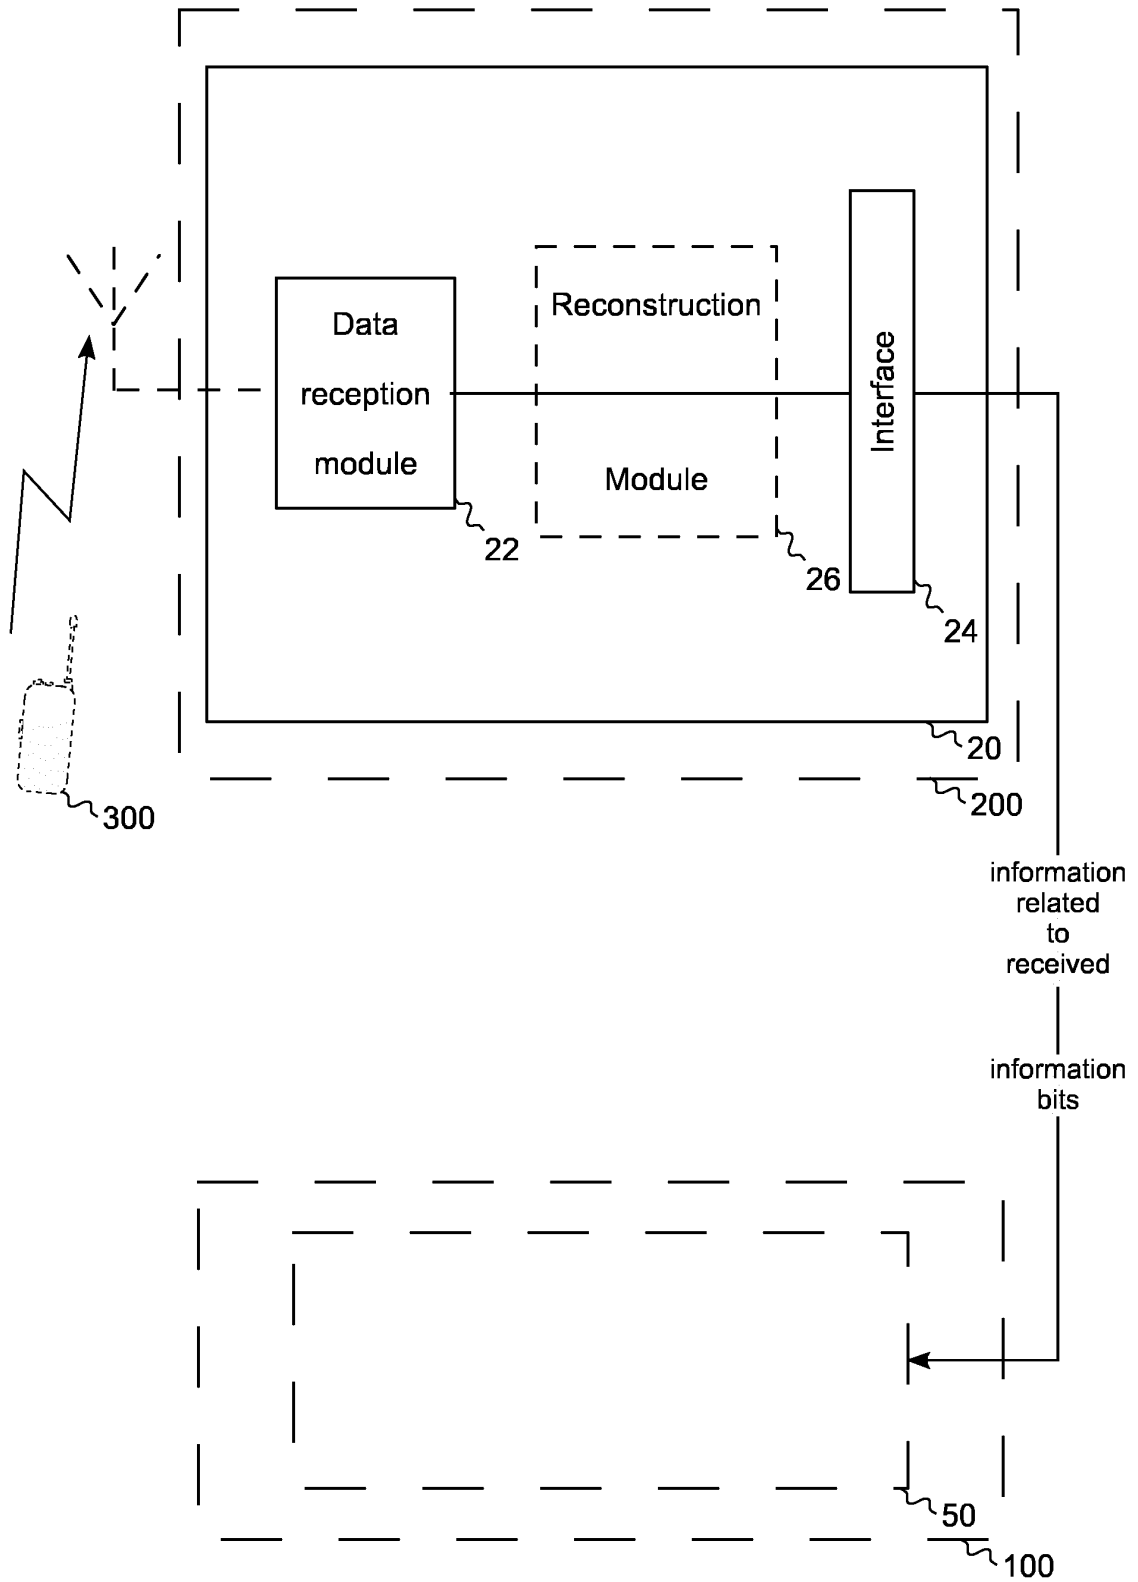 Data
reception
module
22
Reconstruction
Module
26
Interface
24
20
200
300
information
related
to
received
information
bits
50
100